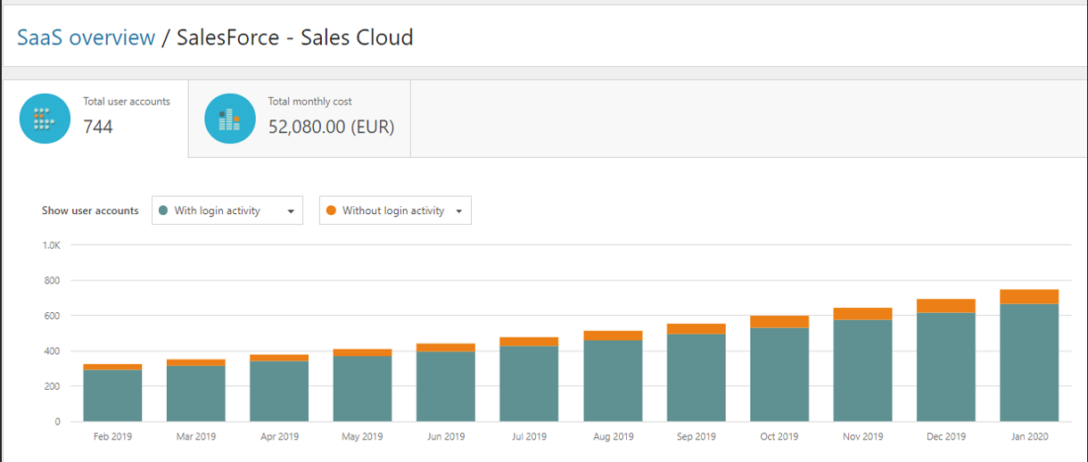 SaaS overview / SalesForce - Sales Cloud
Total user accounts
744
Total monthly cost
52,080.00 (EUR)
Show user accounts With login activity Without login activity
1.0K
800
600
400
200
0
Feb 2019 Mar 2019 Apr 2019 May 2019 Jun 2019 Jul 2019 Aug 2019 Sep 2019 Oct 2019 Nov 2019 Dec 2019 Jan 2020